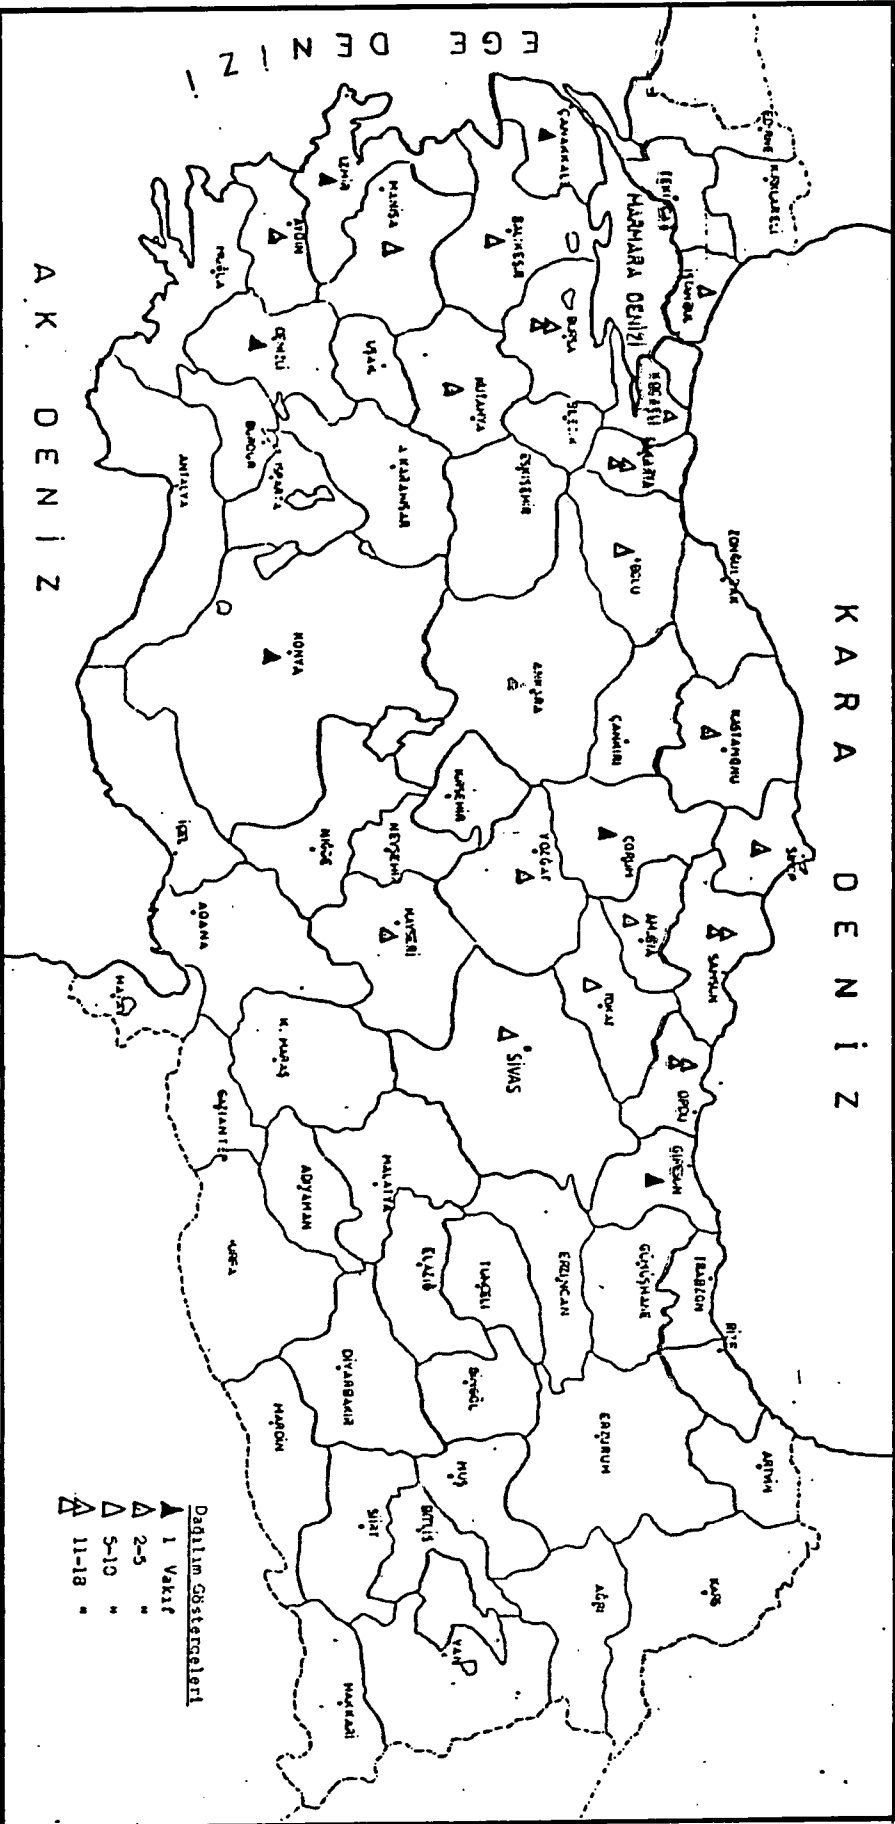 KARA DENİZ
EGE DENİZİ
AK DENİZ
MARMARA DENİZİ
EDİRNE
KIRKLARELİ
İSTANBUL
KOCAELİ
SAKARYA
ZONGULDAK
BOLU
KASTAMONU
ÇANKIRI
SİNOP
SAMSUN
ÇORUM
AMASYA
TOKAT
ORDU
GİRESUN
GÜMÜŞHANE
TRABZON
RİZE
ARTVİN
KARS
ÇANAKKALE
BALIKESİR
BURSA
BİLECİK
KÜTAHYA
ESKİŞEHİR
ANKARA
YOZGAT
SİVAS
ERZİNCAN
ERZURUM
AĞRI
MANİSA
İZMİR
UŞAK
A.KARAHİSAR
NEVŞEHİR
KAYSERİ
MALATYA
ELAZIĞ
TUNCELİ
BİNGÖL
MUŞ
BİTLİS
VAN
AYDIN
DENİZLİ
MUĞLA
BURDUR
ISPARTA
ANTALYA
KONYA
NİĞDE
İÇEL
ADANA
HATAY
K. MARAŞ
GAZİANTEP
ADIYAMAN
URFA
DİYARBAKIR
MARDİN
SİİRT
HAKKARİ
Dağılım Göstergeleri
1 Vakıf
2-5 "
5-10 "
11-18 "